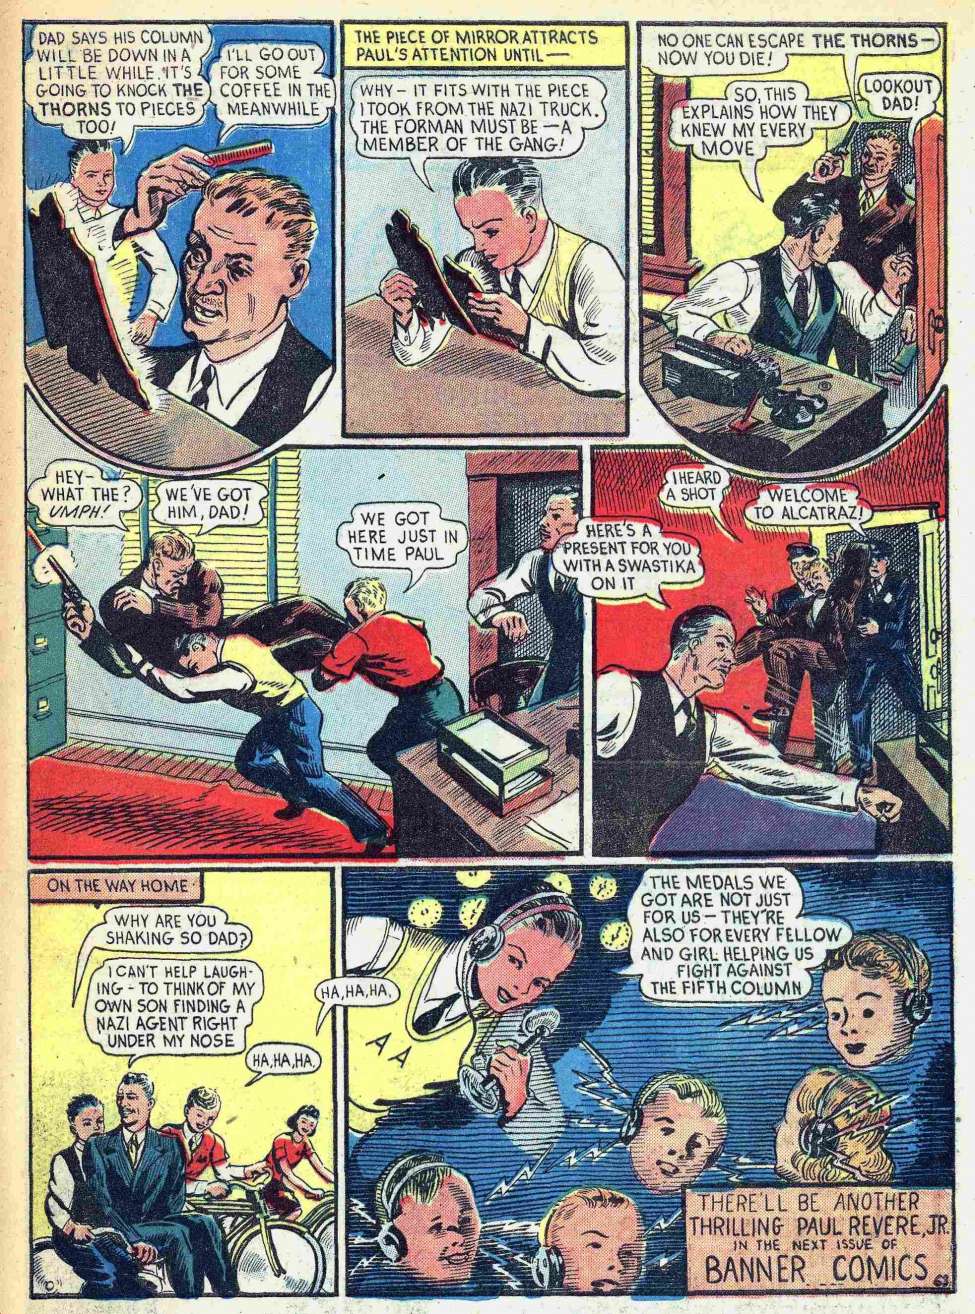 DAD SAYS HIS COLUMN
WILL BE DOWN IN A
LITTLE WHILE. IT'S
GOING TO KNOCK THE
THORNS TO PIECES
TOO!
I'LL GO OUT
FOR SOME
COFFEE IN THE
MEANWHILE
THE PIECE OF MIRROR ATTRACTS
PAUL'S ATTENTION UNTIL—
WHY - IT FITS WITH THE PIECE
I TOOK FROM THE NAZI TRUCK.
THE FORMAN MUST BE - A
MEMBER OF THE GANG!
NO ONE CAN ESCAPE THE THORNS—
NOW YOU DIE!
SO, THIS
EXPLAINS HOW THEY
KNEW MY EVERY
MOVE
LOOKOUT
DAD!
HEY-
WHAT THE?
UMPH!
WE'VE GOT
HIM, DAD!
WE GOT
HERE JUST IN
TIME PAUL
I HEARD
A SHOT
WELCOME
TO ALCATRAZ!
HERE'S A
PRESENT FOR YOU
WITH A SWASTIKA
ON IT
ON THE WAY HOME
WHY ARE YOU
SHAKING SO DAD?
I CAN'T HELP LAUGH-
ING - TO THINK OF MY
OWN SON FINDING A
NAZI AGENT RIGHT
UNDER MY NOSE
HA, HA, HA,
HA, HA, HA,
THE MEDALS WE
GOT ARE NOT JUST
FOR US - THEY'RE
ALSO FOR EVERY FELLOW
AND GIRL HELPING US
FIGHT AGAINST
THE FIFTH COLUMN
AA
THERE'LL BE ANOTHER
THRILLING PAUL REVERE, JR.
IN THE NEXT ISSUE OF
BANNER COMICS
62